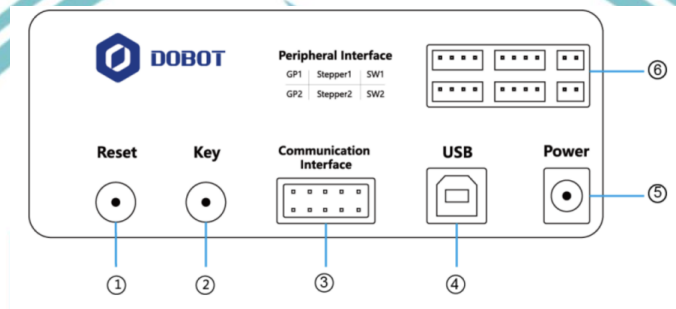 DOBOT
Peripheral Interface
GP1 Stepper1 SW1
GP2 Stepper2 SW2
⑥
Reset Key Communication Interface USB Power
⑤
① ② ③ ④